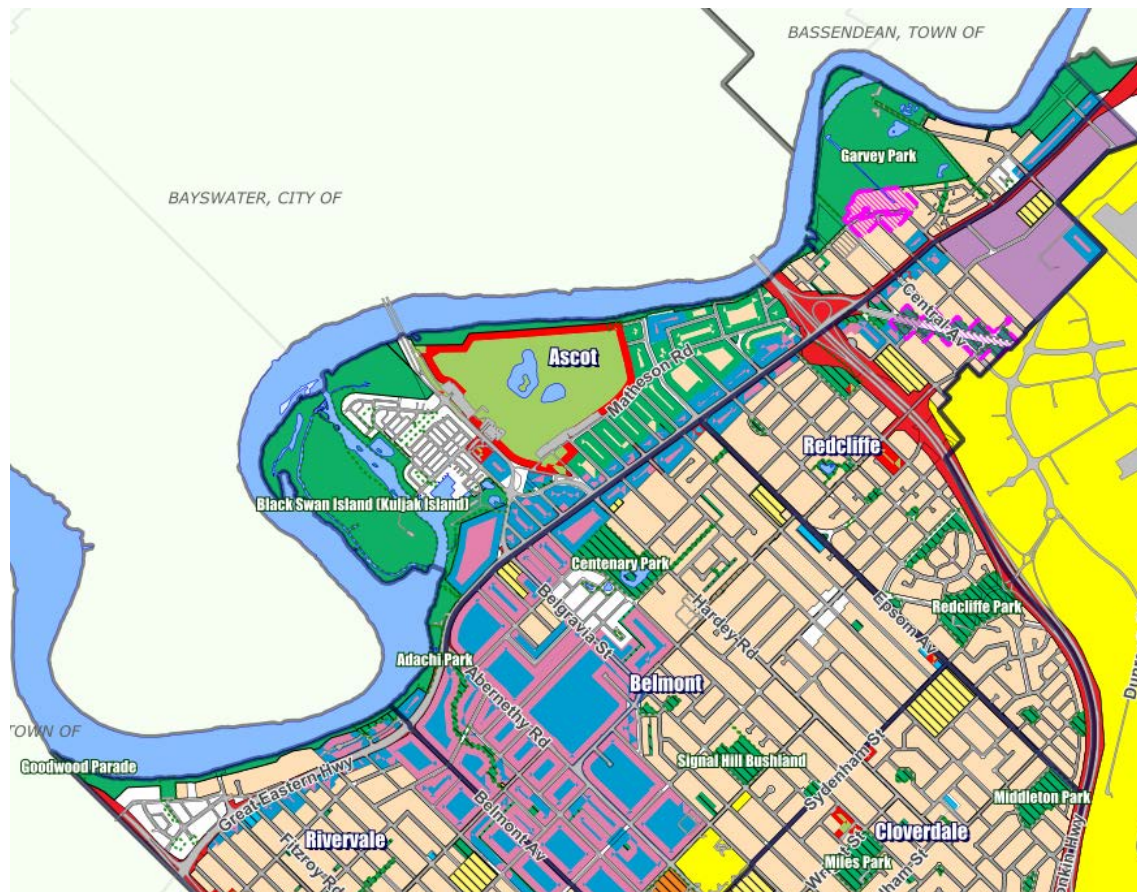 BASSENDEAN, TOWN OF
Garvey Park
BAYSWATER, CITY OF
Central Av
Ascot
Matheson Rd
Redcliffe
Black Swan Island (Kuljak Island)
Centenary Park
Belgravia St
Hardey Rd
Epsom Av
Redcliffe Park
Adachi Park
Abernethy Rd
Belmont
TOWN OF
Goodwood Parade
Signal Hill Bushland
Sydenham St
Middleton Park
Great Eastern Hwy
Belmont Av
Rivervale
Fitzroy Rd
Cloverdale
Miles Park